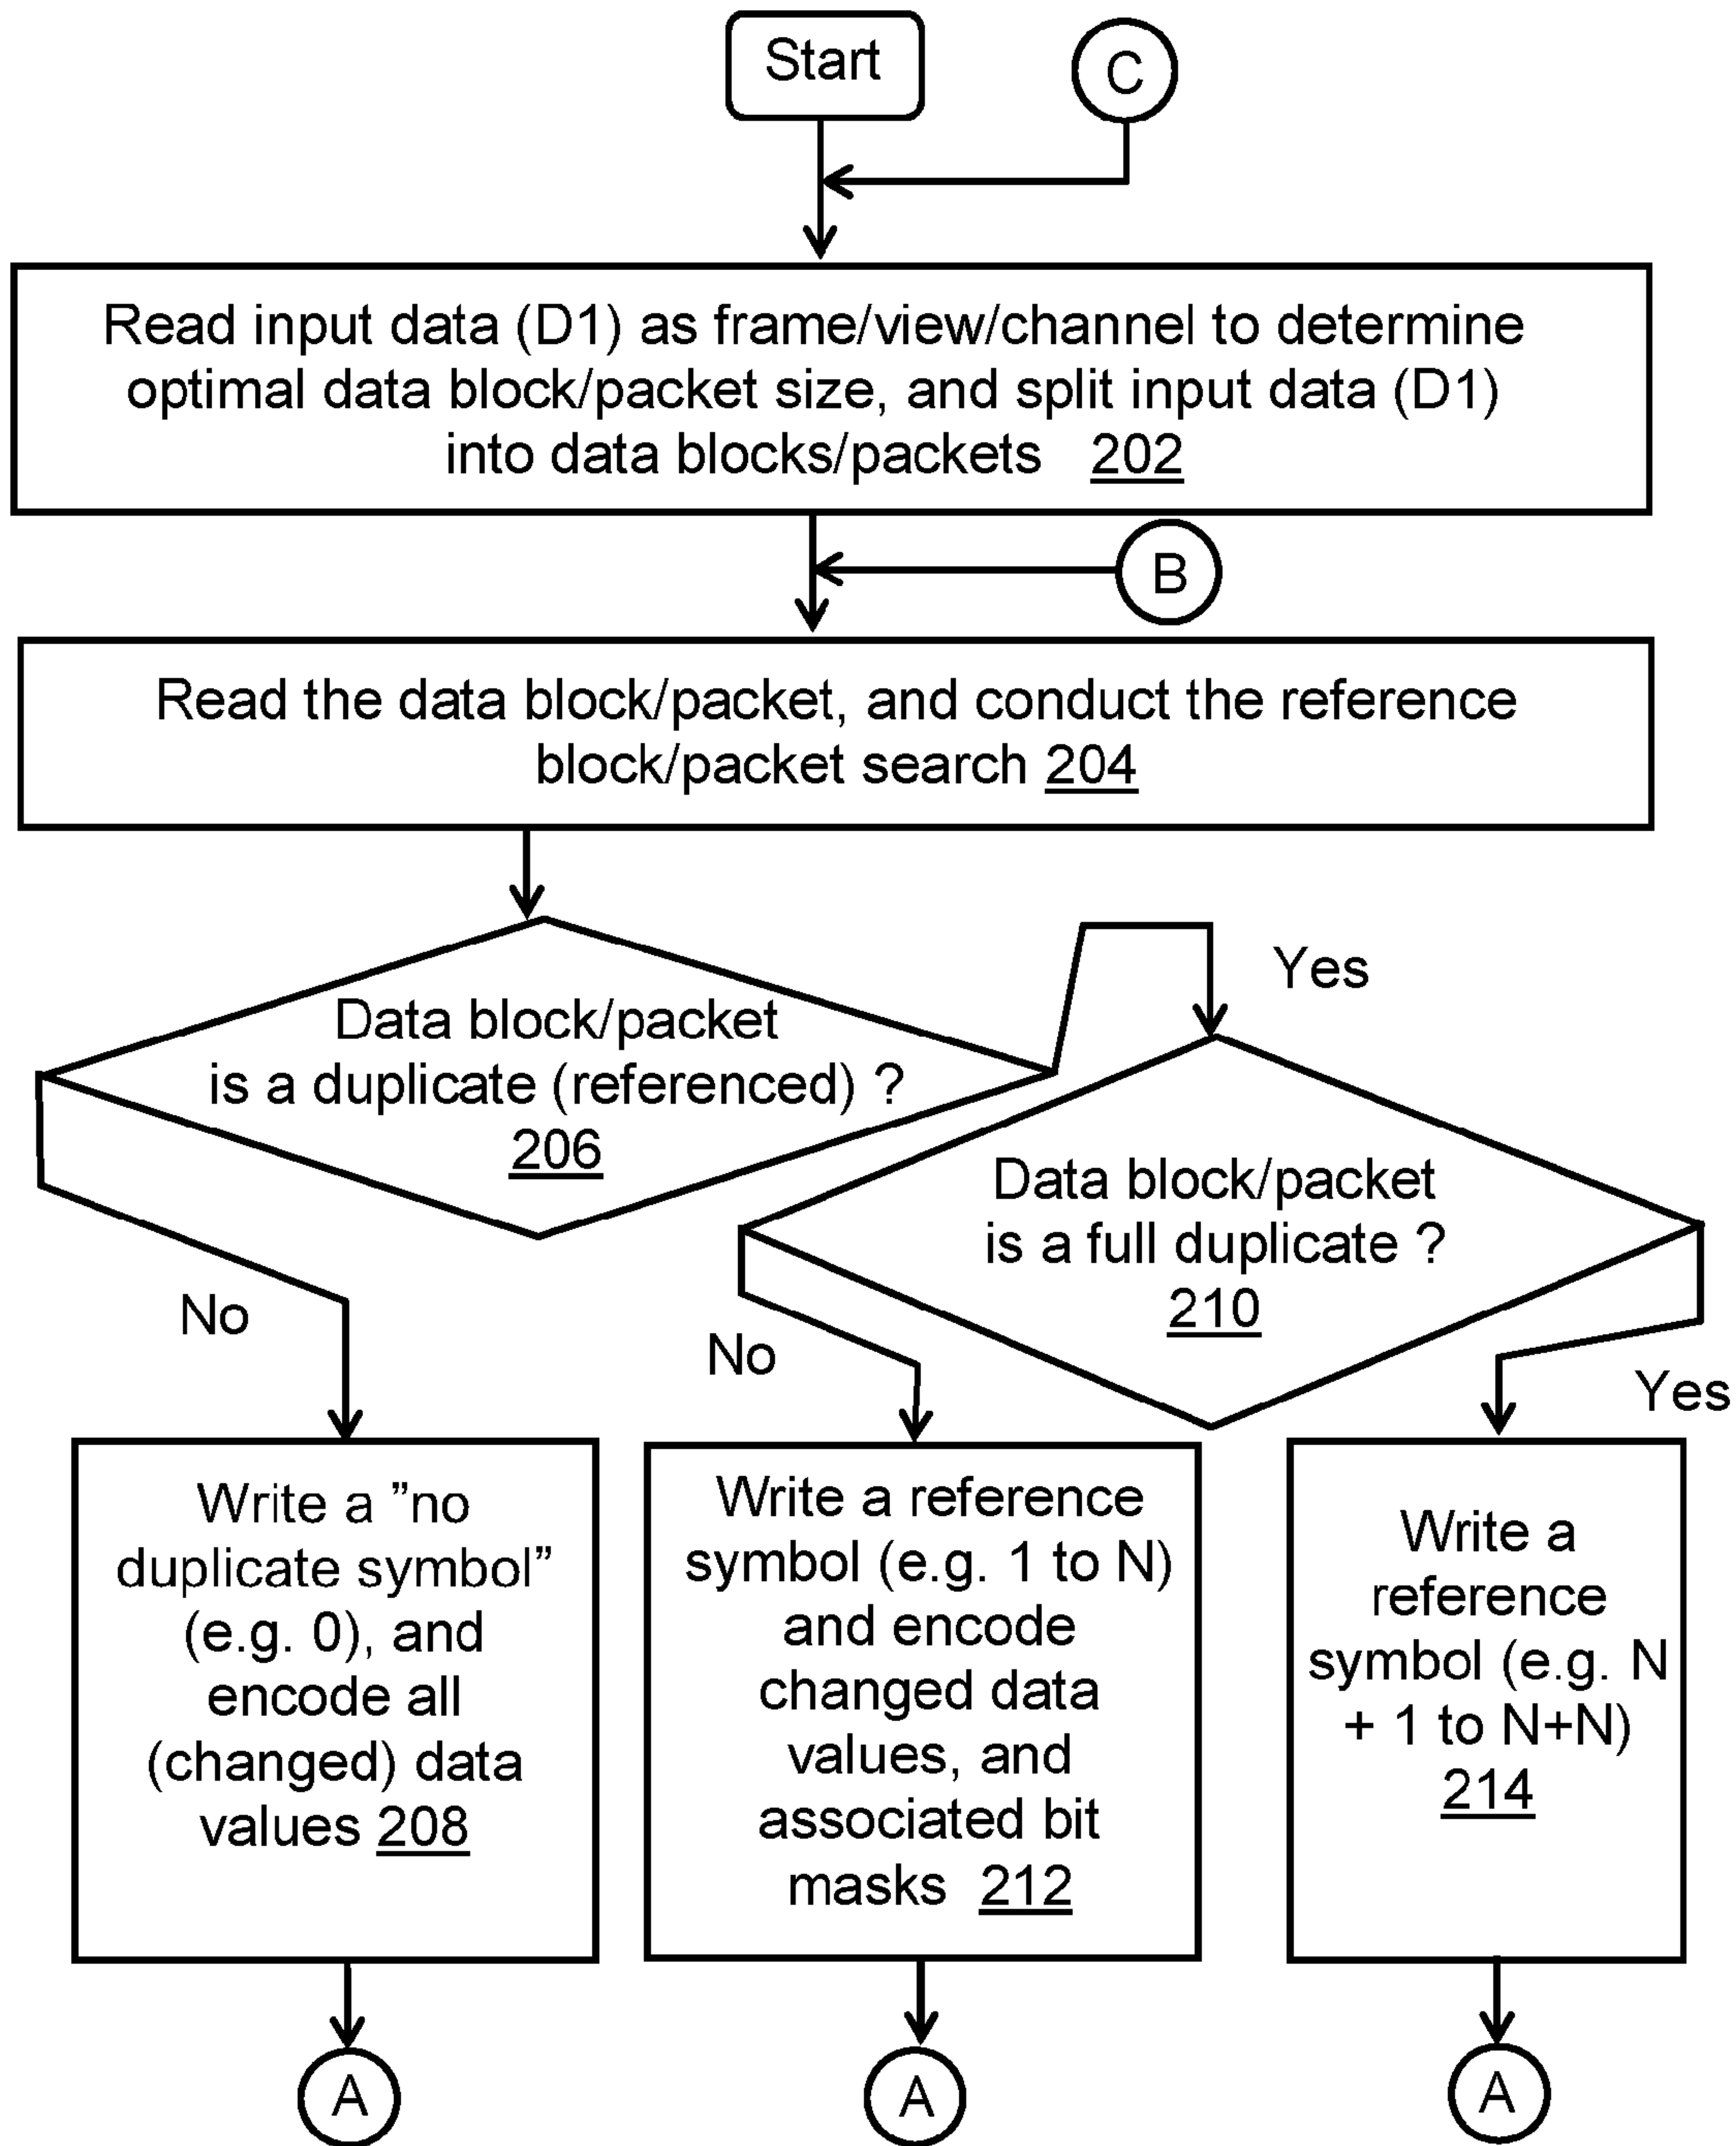 Start
C
Read input data (D1) as frame/view/channel to determine
optimal data block/packet size, and split input data (D1)
into data blocks/packets 202
B
Read the data block/packet, and conduct the reference
block/packet search 204
Yes
Data block/packet
is a duplicate (referenced) ?
206
Data block/packet
is a full duplicate ?
210
No
No
Yes
Write a ”no
duplicate symbol”
(e.g. 0), and
encode all
(changed) data
values 208
Write a reference
symbol (e.g. 1 to N)
and encode
changed data
values, and
associated bit
masks 212
Write a
reference
symbol (e.g. N
+ 1 to N+N)
214
A
A
A